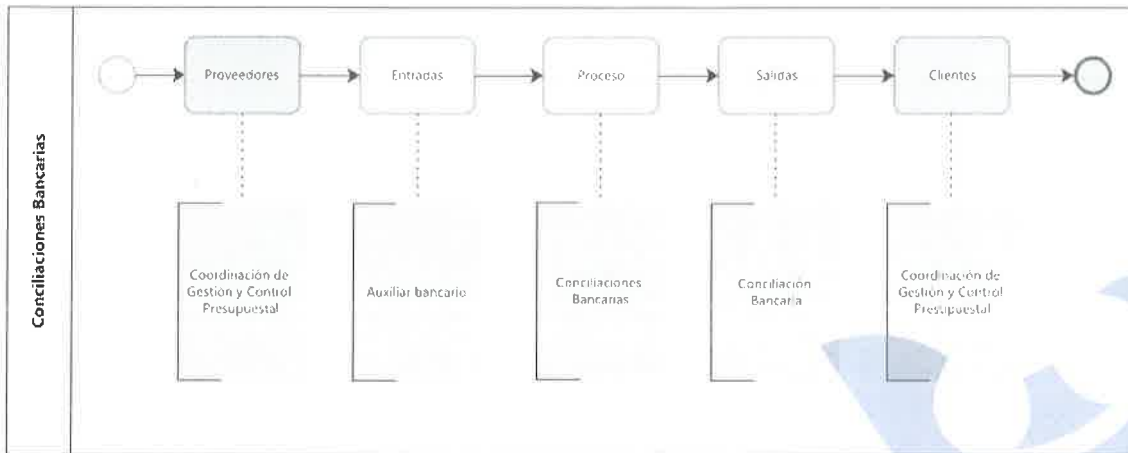 Conciliaciones Bancarias
Proveedores
Entradas
Proceso
Salidas
Clientes
Coordinación de
Gestión y Control
Presupuestal
Auxiliar bancario
Conciliaciones
Bancarias
Conciliación
Bancaria
Coordinación de
Gestión y Control
Presupuestal